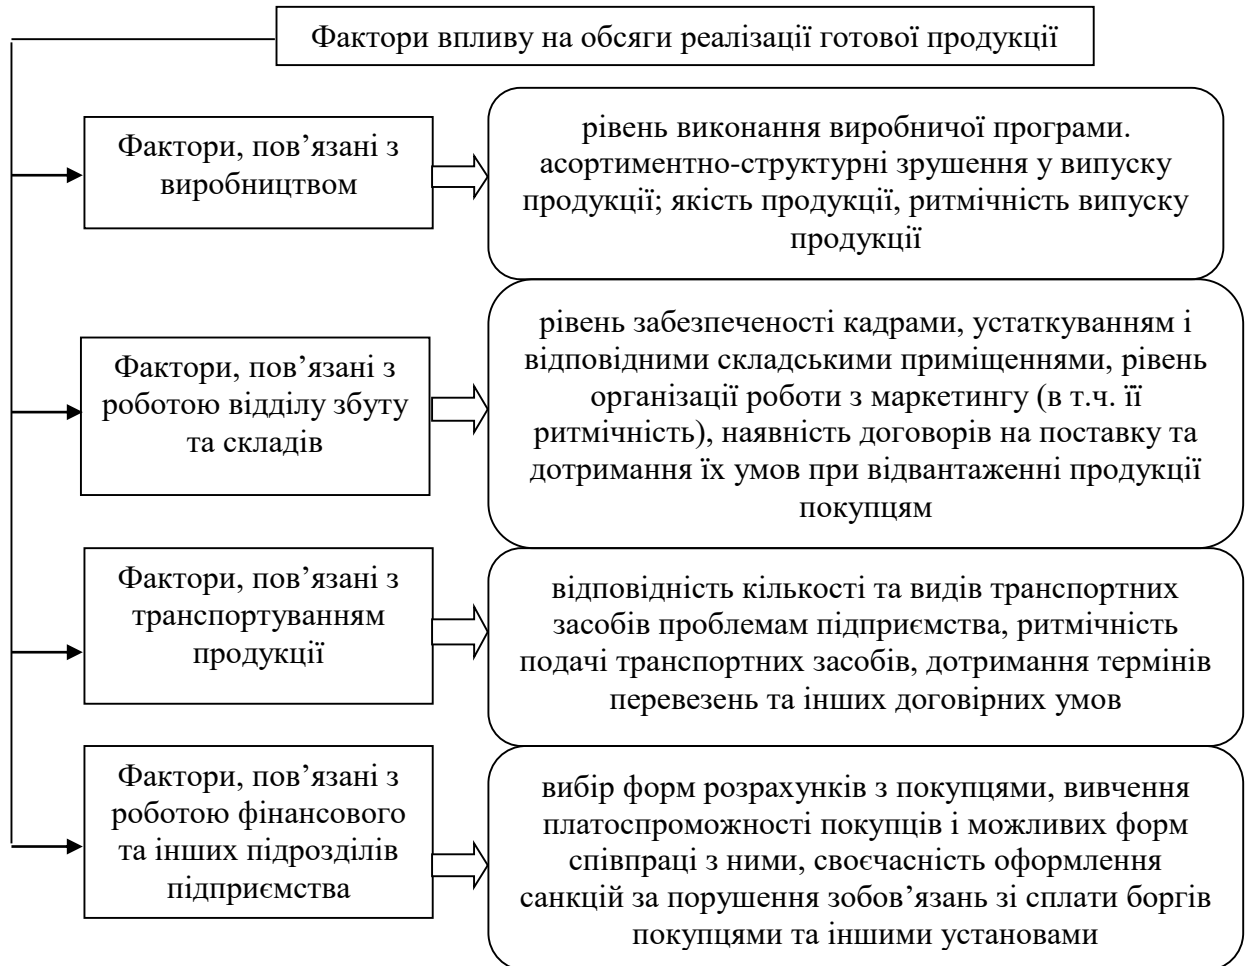 Фактори впливу на обсяги реалізації готової продукції
Фактори, пов’язані з
виробництвом
рівень виконання виробничої програми.
асортиментно-структурні зрушення у випуску
продукції; якість продукції, ритмічність випуску
продукції
Фактори, пов’язані з
роботою відділу збуту
та складів
рівень забезпеченості кадрами, устаткуванням і
відповідними складськими приміщеннями, рівень
організації роботи з маркетингу (в т.ч. її
ритмічність), наявність договорів на поставку та
дотримання їх умов при відвантаженні продукції
покупцям
Фактори, пов’язані з
транспортуванням
продукції
відповідність кількості та видів транспортних
засобів проблемам підприємства, ритмічність
подачі транспортних засобів, дотримання термінів
перевезень та інших договірних умов
Фактори, пов’язані з
роботою фінансового
та інших підрозділів
підприємства
вибір форм розрахунків з покупцями, вивчення
платоспроможності покупців і можливих форм
співпраці з ними, своєчасність оформлення
санкцій за порушення зобов’язань зі сплати боргів
покупцями та іншими установами